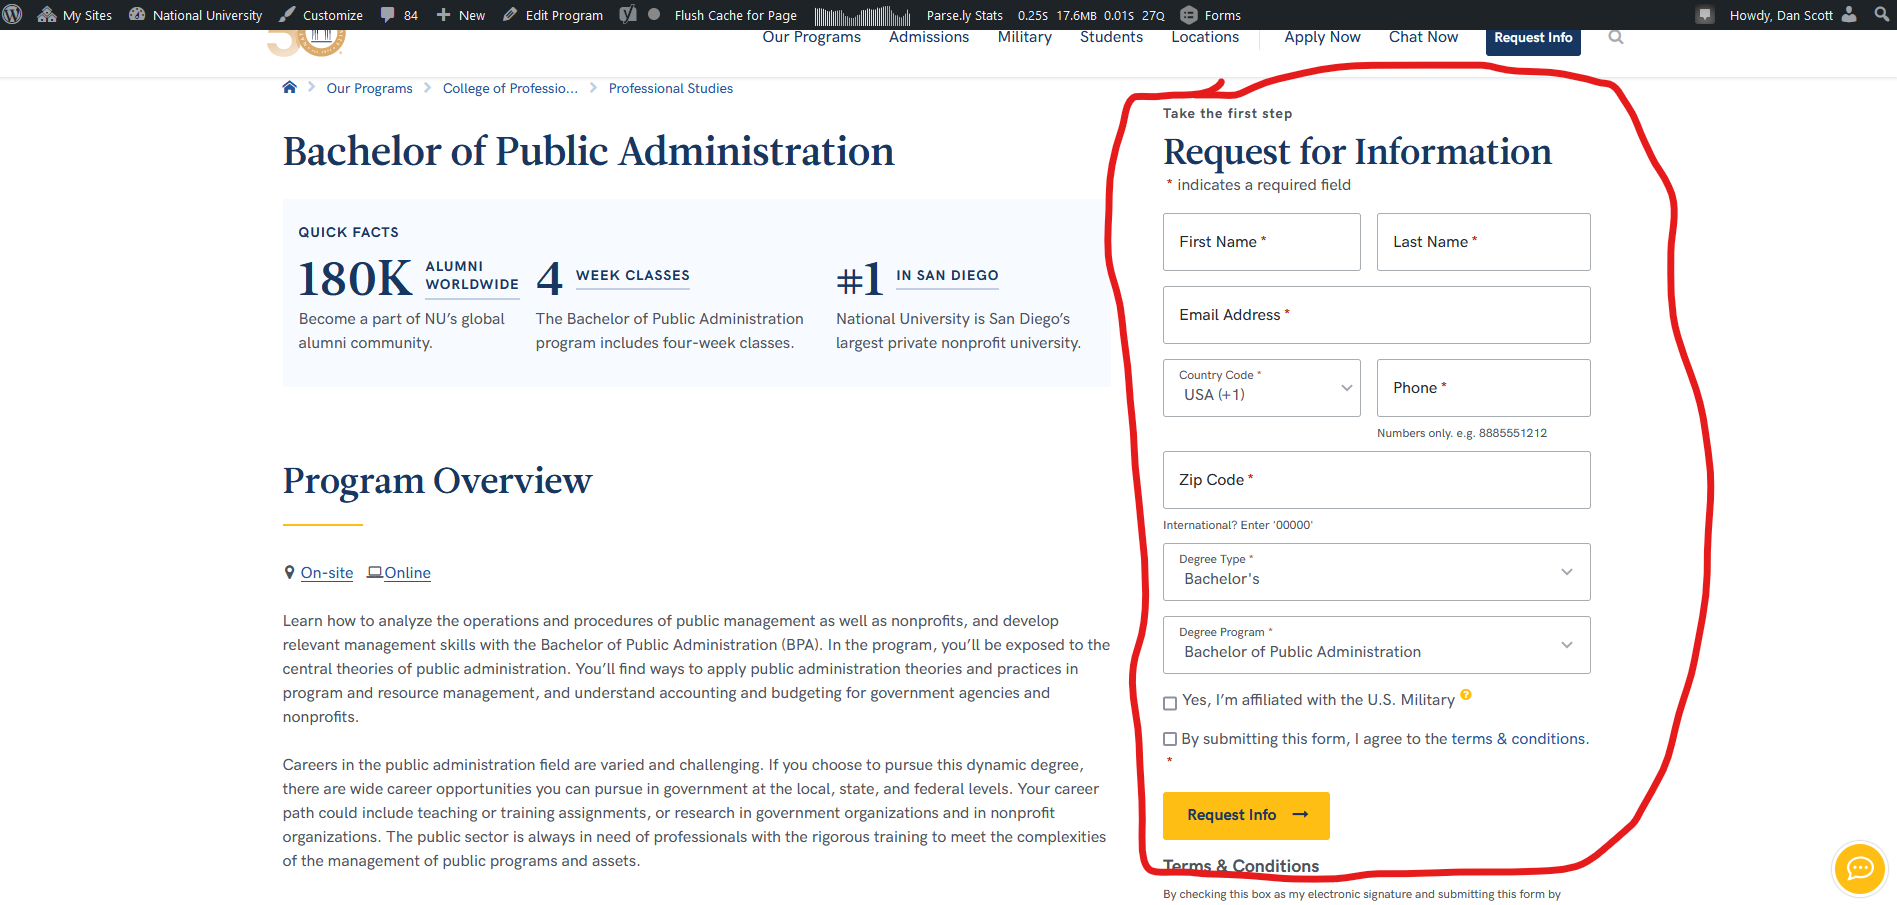 My Sites National University Customize 84 New Edit Program Flush Cache for Page Parse.ly Stats 0.25S 17.6MB 0.01S 27Q Forms Howdy, Dan Scott
Our Programs Admissions Military Students Locations Apply Now Chat Now Request Info
Our Programs College of Professio... Professional Studies
Bachelor of Public Administration
QUICK FACTS
180K ALUMNI WORLDWIDE
Become a part of NU’s global
alumni community.
4 WEEK CLASSES
The Bachelor of Public Administration
program includes four-week classes.
#1 IN SAN DIEGO
National University is San Diego’s
largest private nonprofit university.
Program Overview
On-site Online
Learn how to analyze the operations and procedures of public management as well as nonprofits, and develop
relevant management skills with the Bachelor of Public Administration (BPA). In the program, you’ll be exposed to the
central theories of public administration. You’ll find ways to apply public administration theories and practices in
program and resource management, and understand accounting and budgeting for government agencies and
nonprofits.
Careers in the public administration field are varied and challenging. If you choose to pursue this dynamic degree,
there are wide career opportunities you can pursue in government at the local, state, and federal levels. Your career
path could include teaching or training assignments, or research in government organizations and in nonprofit
organizations. The public sector is always in need of professionals with the rigorous training to meet the complexities
of the management of public programs and assets.
Take the first step
Request for Information
* indicates a required field
First Name * Last Name *
Email Address *
Country Code *
USA (+1)
Phone *
Numbers only. e.g. 8885551212
Zip Code *
International? Enter '00000'
Degree Type *
Bachelor's
Degree Program *
Bachelor of Public Administration
Yes, I’m affiliated with the U.S. Military ?
By submitting this form, I agree to the terms & conditions.
*
Request Info →
Terms & Conditions
By checking this box as my electronic signature and submitting this form by